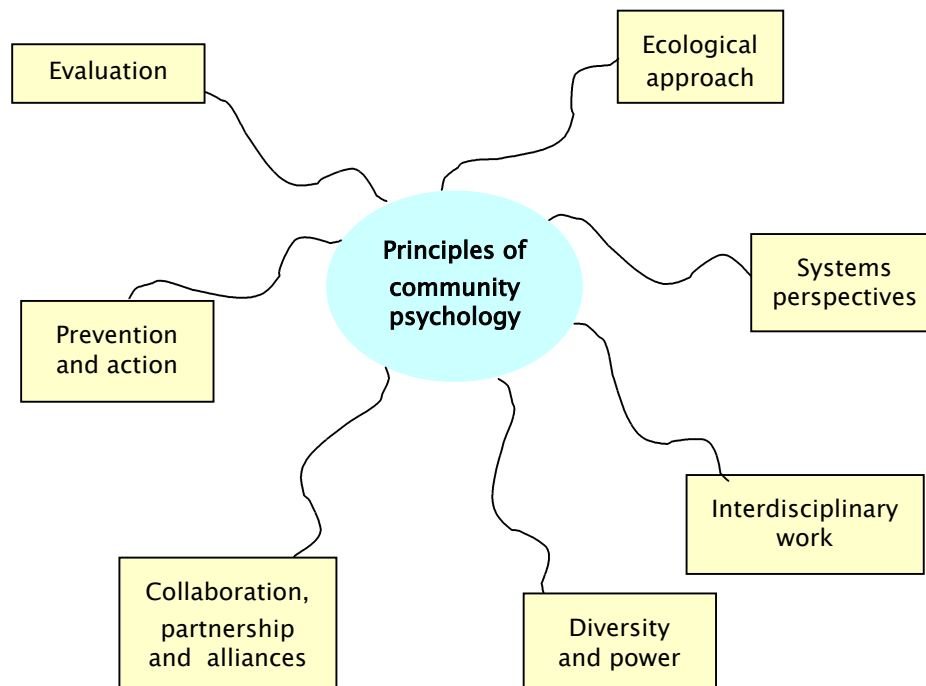 Evaluation
Ecological
approach
Principles of
community
psychology
Systems
perspectives
Prevention
and action
Interdisciplinary
work
Collaboration,
partnership
and alliances
Diversity
and power